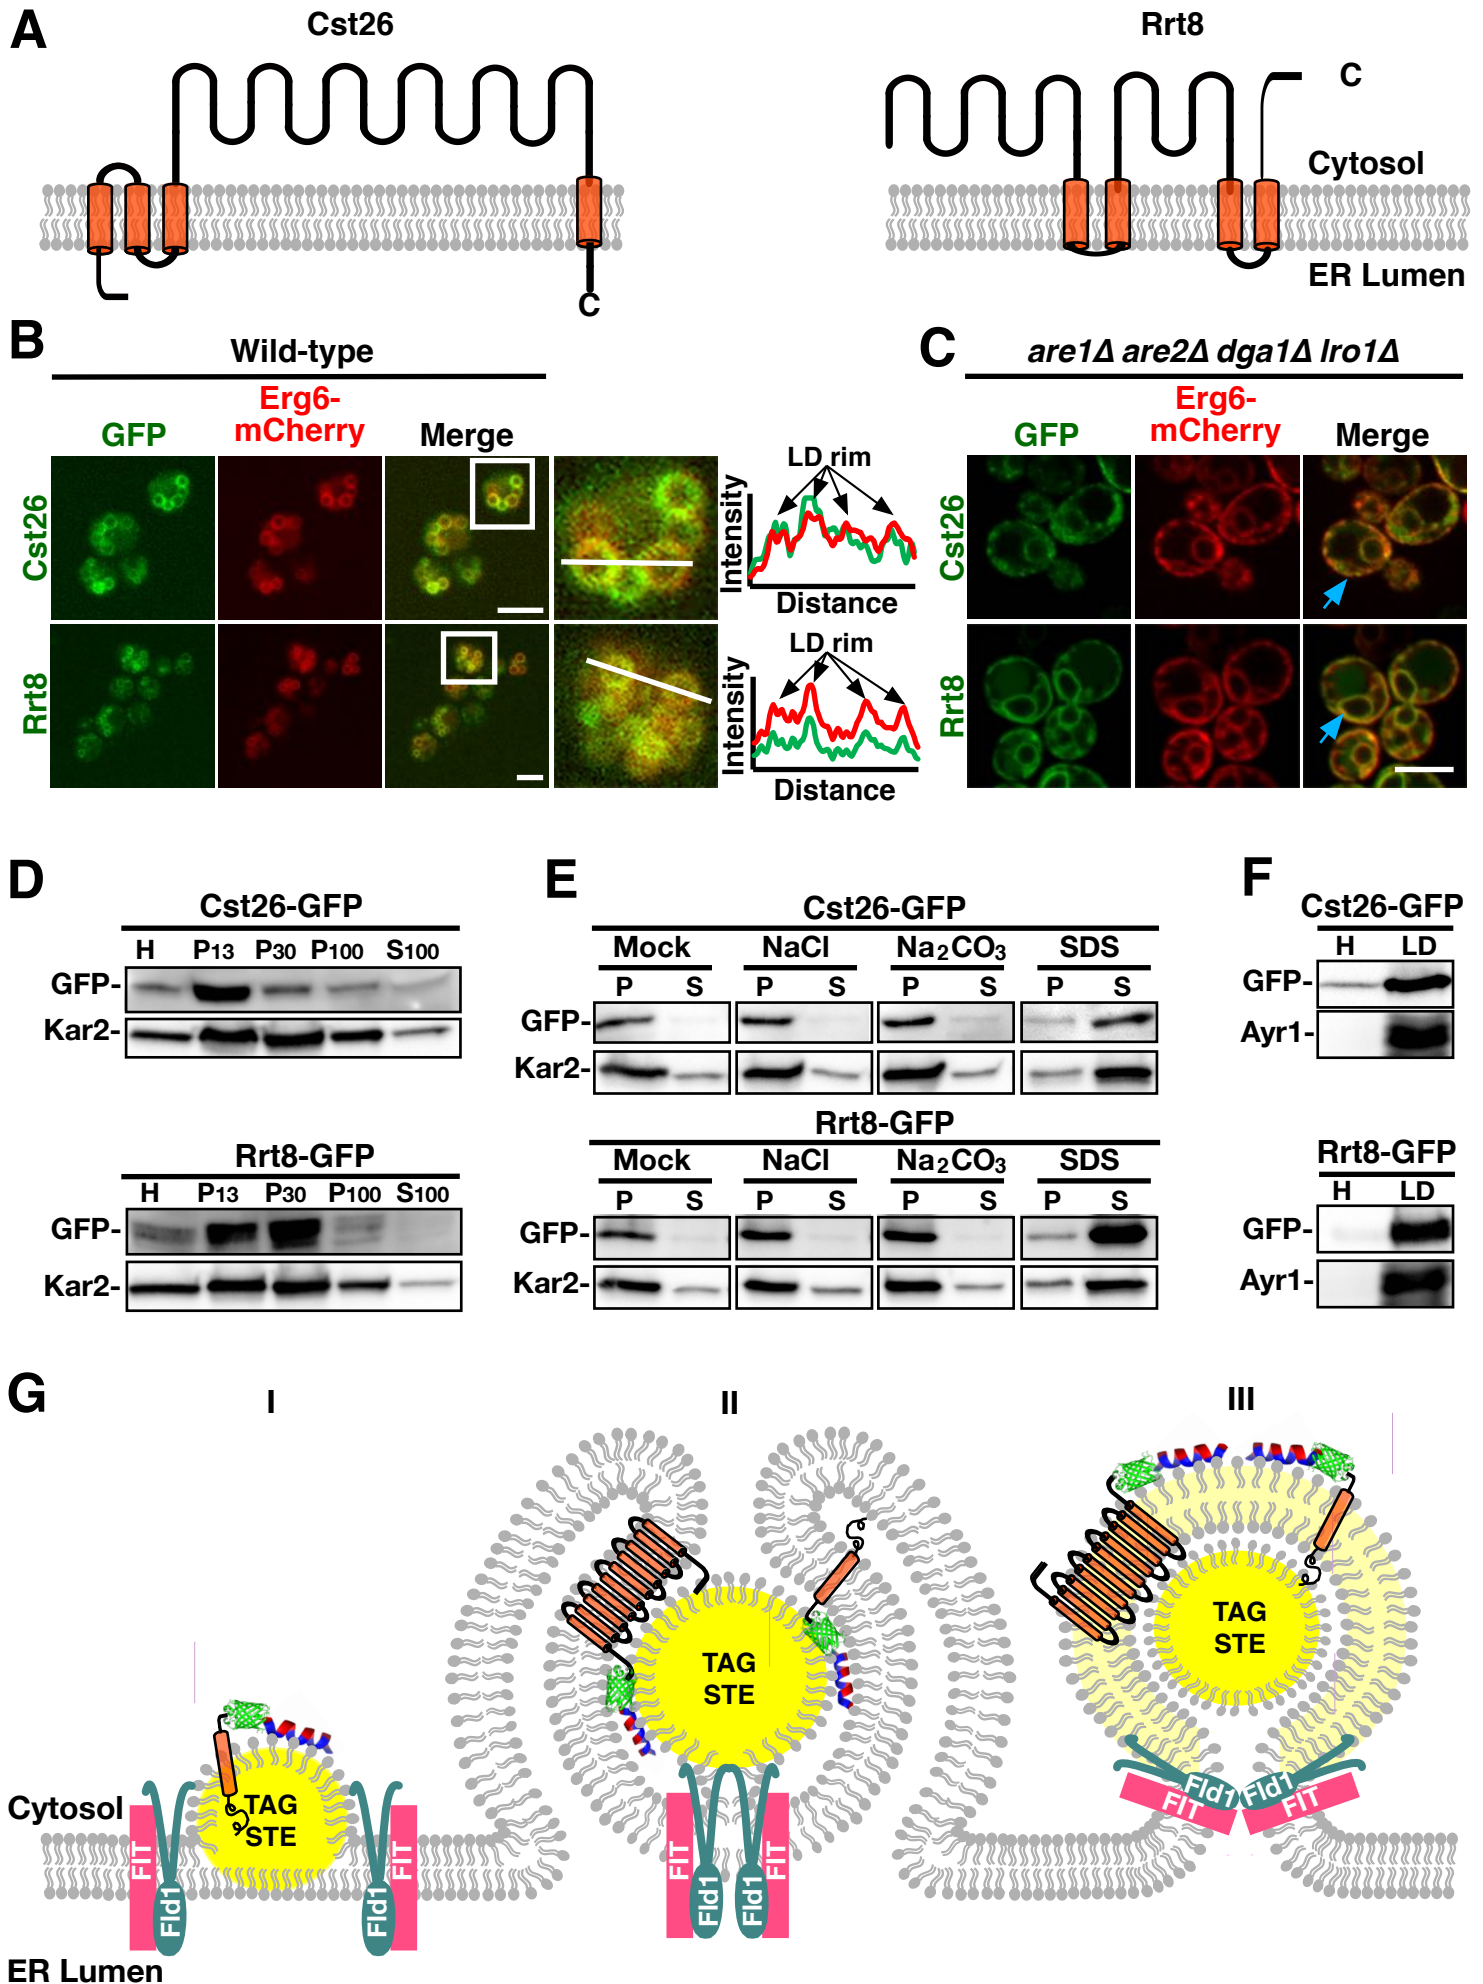 A
Cst26
Rrt8
C
Cytosol
ER Lumen
C
B
Wild-type
GFP
Erg6-
mCherry
Merge
Cst26
LD rim
Intensity
Distance
Rrt8
LD rim
Intensity
Distance
C
are1Δ are2Δ dga1Δ lro1Δ
GFP
Erg6-
mCherry
Merge
Cst26
Rrt8
D
Cst26-GFP
H P13 P30 P100 S100
GFP-
Kar2-
Rrt8-GFP
H P13 P30 P100 S100
GFP-
Kar2-
E
Cst26-GFP
Mock NaCl Na2CO3 SDS
P S P S P S P S
GFP-
Kar2-
Rrt8-GFP
Mock NaCl Na2CO3 SDS
P S P S P S P S
GFP-
Kar2-
F
Cst26-GFP
H LD
GFP-
Ayr1-
Rrt8-GFP
H LD
GFP-
Ayr1-
G
I
II
III
TAG
STE
FIT
Fld1
Fld1
FIT
Cytosol
ER Lumen
TAG
STE
FIT
Fld1
Fld1
FIT
TAG
STE
Fld1
Fld1
FIT
FIT